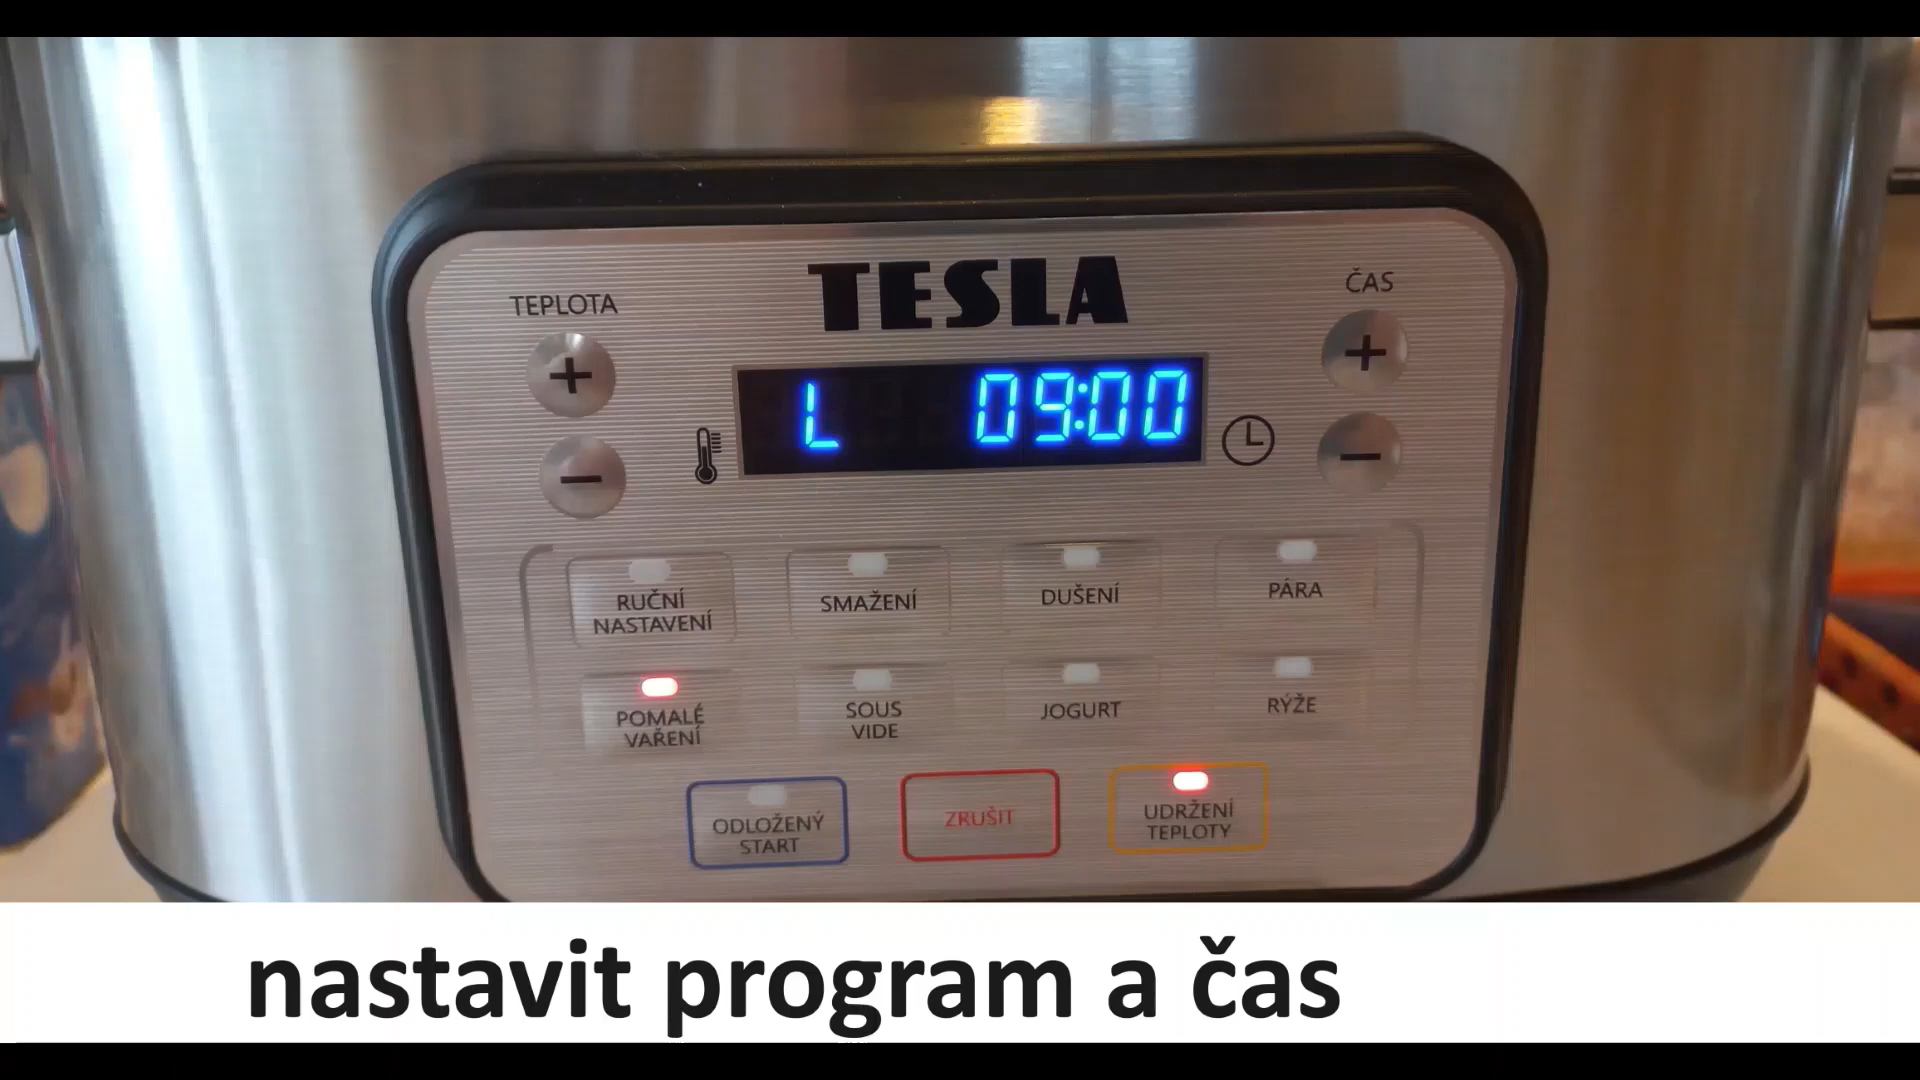 TESLA
TEPLOTA
ČAS
+
+
L 09:00
−
−
RUČNÍ
NASTAVENÍ
SMAŽENÍ
DUŠENÍ
PÁRA
POMALÉ
VAŘENÍ
SOUS
VIDE
JOGURT
RÝŽE
ODLOŽENÝ
START
ZRUŠIT
UDRŽENÍ
TEPLOTY
nastavit program a čas